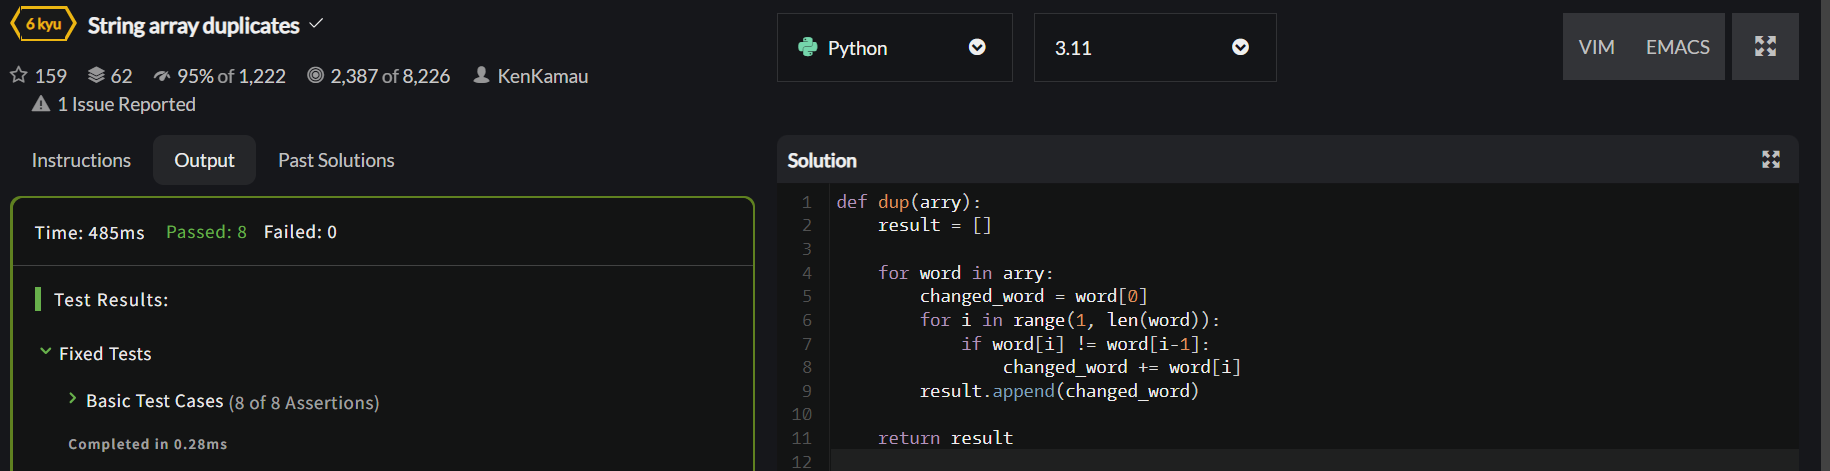 6 kyu String array duplicates
159 62 95% of 1,222 2,387 of 8,226 KenKamau
1 Issue Reported
Python 3.11 VIM EMACS
Instructions Output Past Solutions
Time: 485ms Passed: 8 Failed: 0
Test Results:
Fixed Tests
Basic Test Cases (8 of 8 Assertions)
Completed in 0.28ms
Solution
1 def dup(arry):
2     result = []
3
4     for word in arry:
5         changed_word = word[0]
6         for i in range(1, len(word)):
7             if word[i] != word[i-1]:
8                 changed_word += word[i]
9         result.append(changed_word)
10
11     return result
12